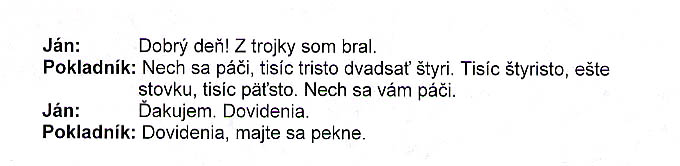 Ján: Dobrý deň! Z trojky som bral.
Pokladník: Nech sa páči, tisíc tristo dvadsať štyri. Tisíc štyristo, ešte
stovku, tisíc päťsto. Nech sa vám páči.
Ján: Ďakujem. Dovidenia.
Pokladník: Dovidenia, majte sa pekne.